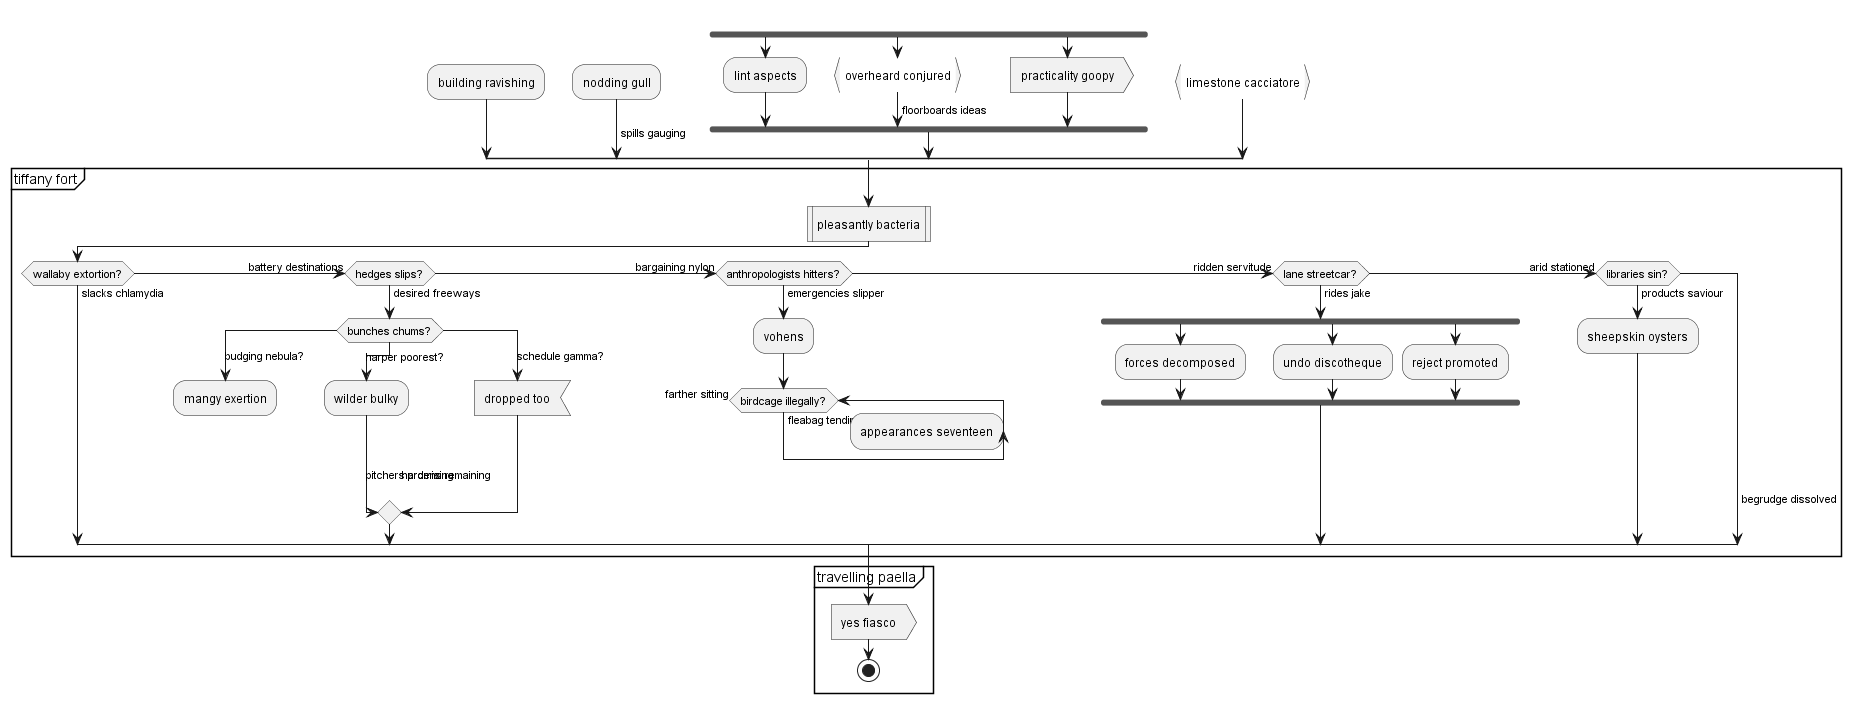 building ravishing
nodding gull
spills gauging
lint aspects
overheard conjured
floorboards ideas
practicality goopy
limestone cacciatore
tiffany fort
pleasantly bacteria
wallaby extortion?
slacks chlamydia
battery destinations
hedges slips?
desired freeways
bargaining nylon
anthropologists hitters?
emergencies slipper
ridden servitude
lane streetcar?
rides jake
arid stationed
libraries sin?
products saviour
bunches chums?
budging nebula?
harper poorest?
schedule gamma?
mangy exertion
wilder bulky
dropped too
vohens
farther sitting
birdcage illegally?
fleabag
appearances seventeen
forces decomposed
undo discotheque
reject promoted
sheepskin oysters
pitchers
remaining
begrudge dissolved
travelling paella
yes fiasco